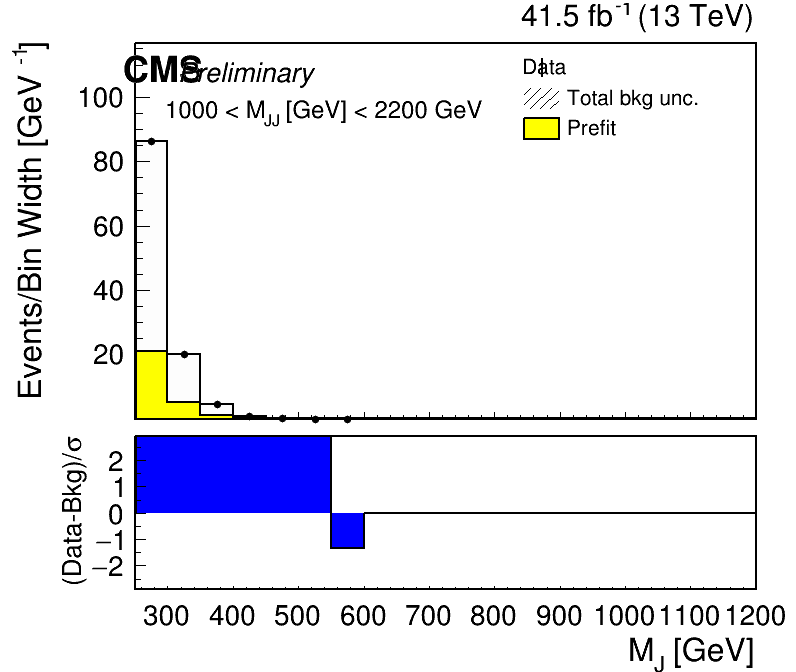 41.5 fb⁻¹ (13 TeV)
CMS Preliminary
1000 < M_JJ [GeV] < 2200 GeV
Data
Total bkg unc.
Prefit
Events/Bin Width [GeV⁻¹]
100
80
60
40
20
(Data-Bkg)/σ
2
1
0
−1
−2
300 400 500 600 700 800 900 1000 1100 1200
M_J [GeV]